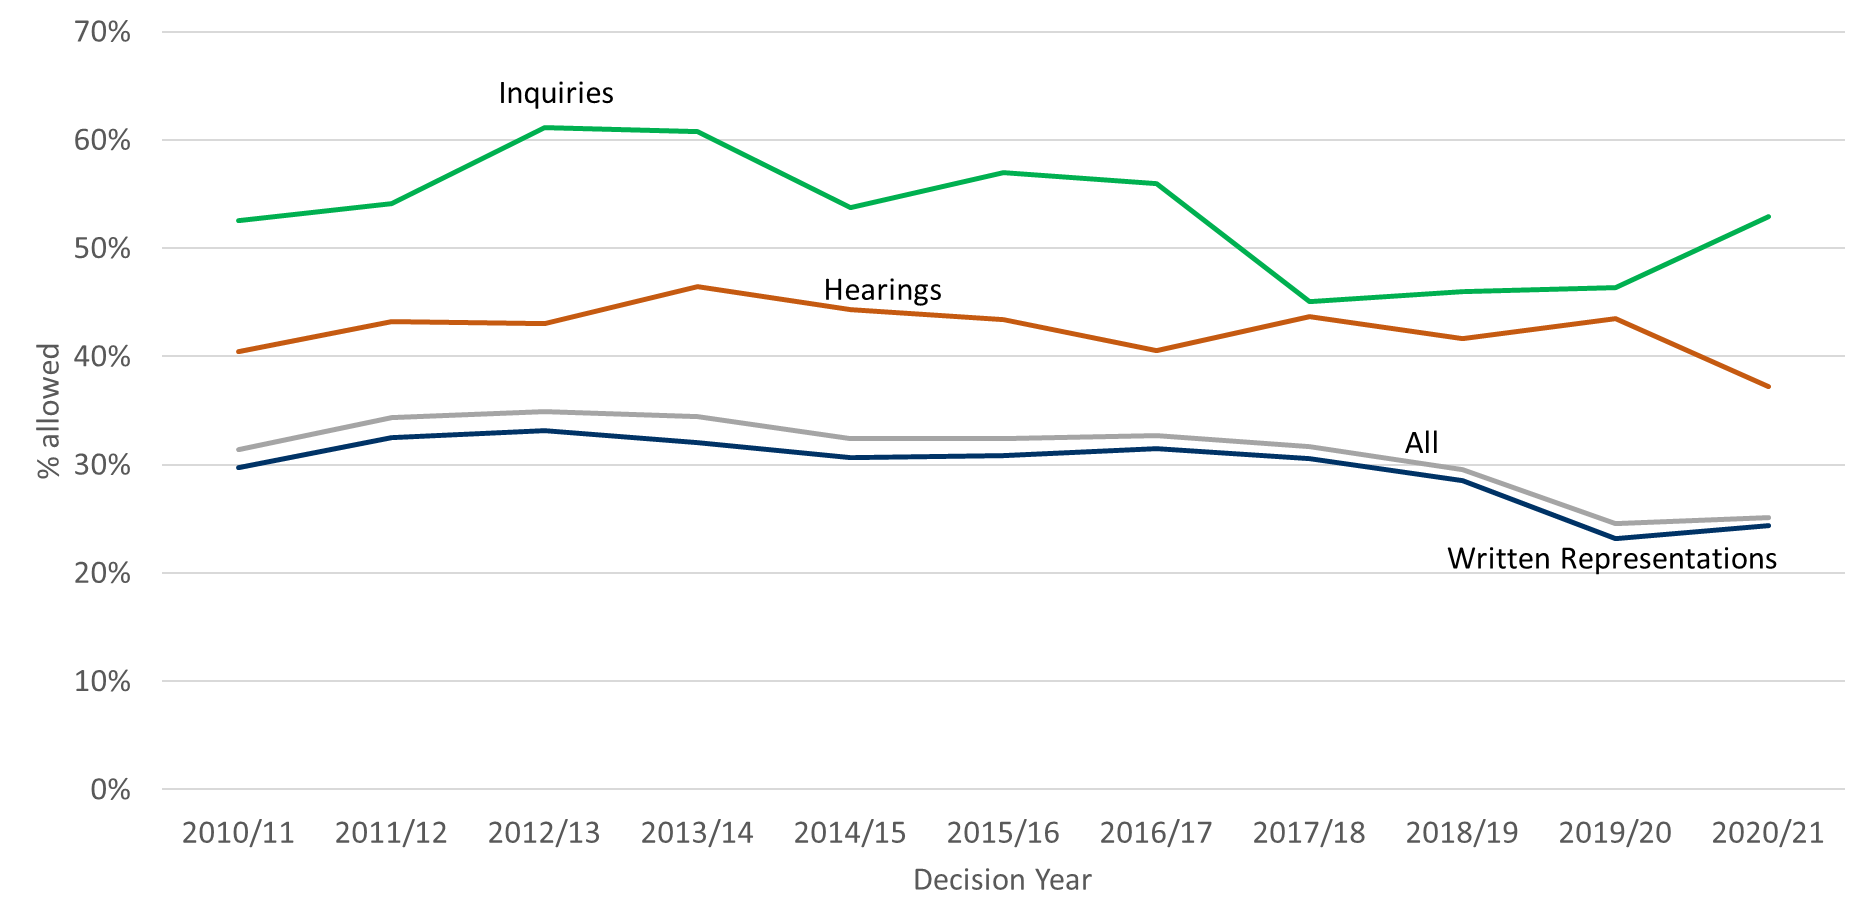 70%
Inquiries
60%
50%
Hearings
40%
% allowed
All
30%
Written Representations
20%
10%
0%
2010/11 2011/12 2012/13 2013/14 2014/15 2015/16 2016/17 2017/18 2018/19 2019/20 2020/21
Decision Year